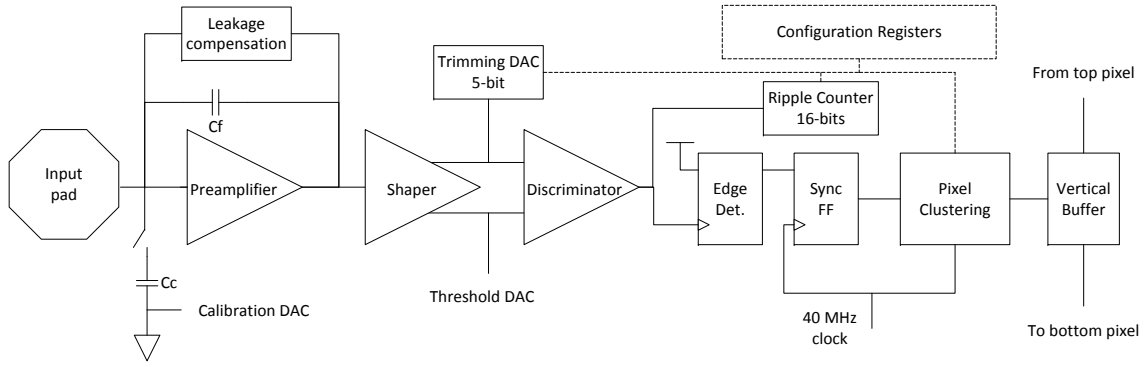 Leakage
compensation
Cf
Input
pad
Preamplifier
Cc
Calibration DAC
Shaper
Trimming DAC
5-bit
Threshold DAC
Discriminator
Configuration Registers
Ripple Counter
16-bits
Edge
Det.
Sync
FF
40 MHz
clock
Pixel
Clustering
From top pixel
Vertical
Buffer
To bottom pixel